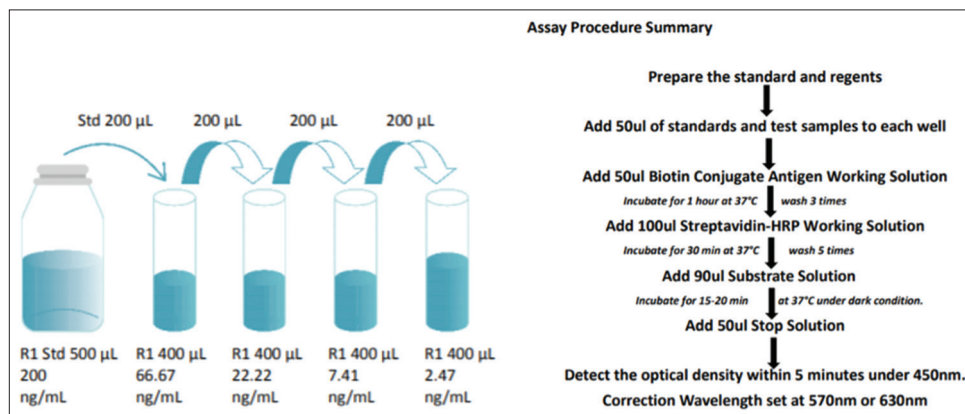 Assay Procedure Summary
Std 200 µL
200 µL
200 µL
200 µL
R1 Std 500 µL
200
ng/mL
R1 400 µL
66.67
ng/mL
R1 400 µL
22.22
ng/mL
R1 400 µL
7.41
ng/mL
R1 400 µL
2.47
ng/mL
Prepare the standard and regents
Add 50ul of standards and test samples to each well
Add 50ul Biotin Conjugate Antigen Working Solution
Incubate for 1 hour at 37°C wash 3 times
Add 100ul Streptavidin-HRP Working Solution
Incubate for 30 min at 37°C wash 5 times
Add 90ul Substrate Solution
Incubate for 15-20 min at 37°C under dark condition.
Add 50ul Stop Solution
Detect the optical density within 5 minutes under 450nm.
Correction Wavelength set at 570nm or 630nm